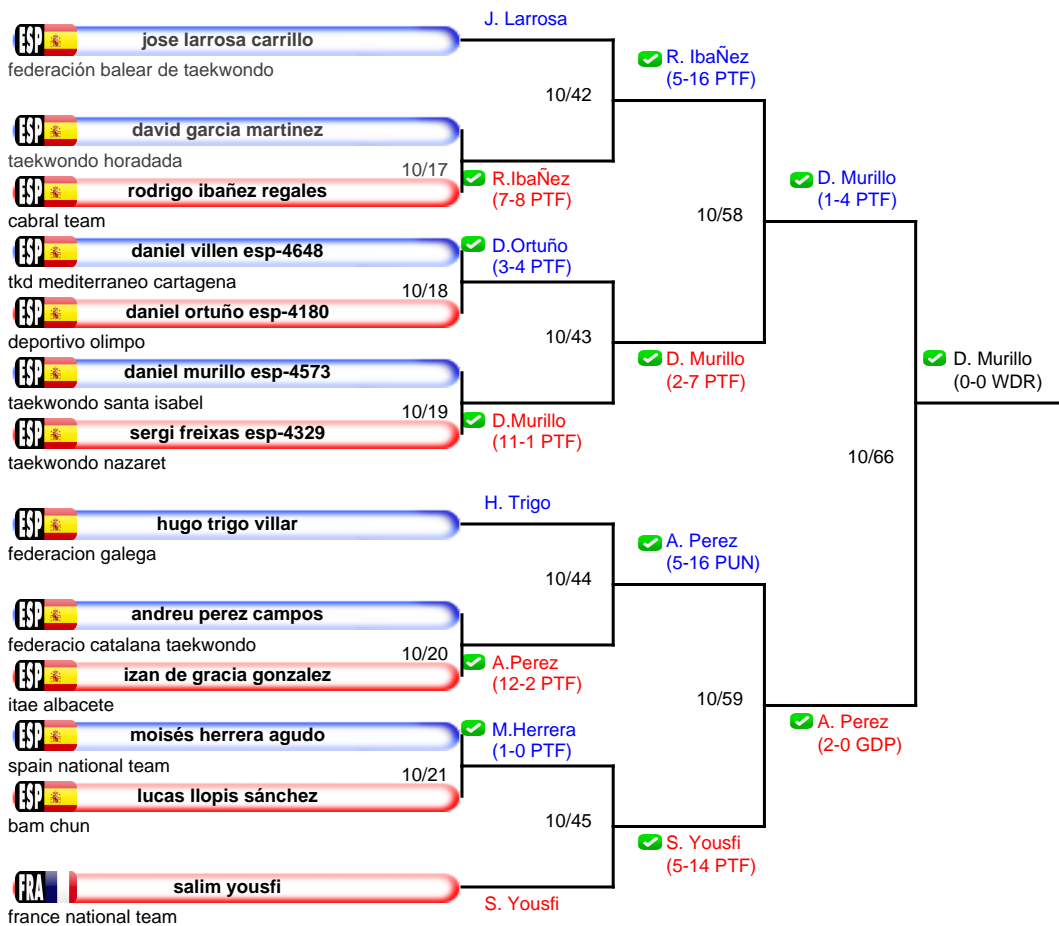 J. Larrosa
ESP jose larrosa carrillo
federación balear de taekwondo
R. IbaÑez
(5-16 PTF)
10/42
ESP david garcia martinez
taekwondo horadada
10/17
R.IbaÑez
(7-8 PTF)
ESP rodrigo ibañez regales
cabral team
D. Murillo
(1-4 PTF)
10/58
ESP daniel villen esp-4648
tkd mediterraneo cartagena
D.Ortuño
(3-4 PTF)
10/18
ESP daniel ortuño esp-4180
deportivo olimpo
10/43
D. Murillo
(2-7 PTF)
D. Murillo
(0-0 WDR)
ESP daniel murillo esp-4573
taekwondo santa isabel
10/19
D.Murillo
(11-1 PTF)
ESP sergi freixas esp-4329
taekwondo nazaret
10/66
H. Trigo
ESP hugo trigo villar
federacion galega
A. Perez
(5-16 PUN)
10/44
ESP andreu perez campos
federacio catalana taekwondo
10/20
A.Perez
(12-2 PTF)
ESP izan de gracia gonzalez
itae albacete
10/59
A. Perez
(2-0 GDP)
ESP moisés herrera agudo
spain national team
M.Herrera
(1-0 PTF)
10/21
ESP lucas llopis sánchez
bam chun
10/45
S. Yousfi
(5-14 PTF)
FRA salim yousfi
france national team
S. Yousfi